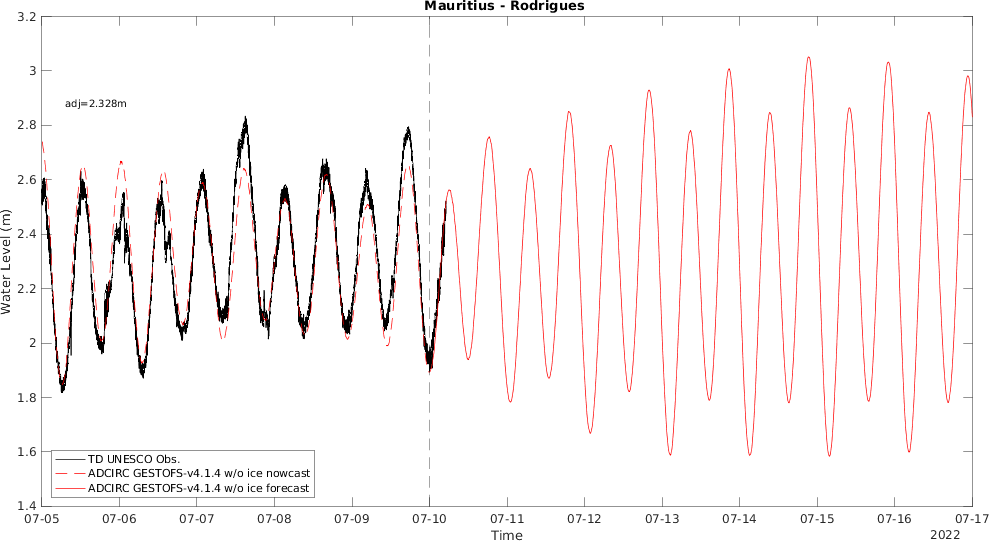 Mauritius - Rodrigues
3.2
3
2.8
2.6
2.4
2.2
2
1.8
1.6
1.4
Water Level (m)
adj=2.328m
TD UNESCO Obs.
ADCIRC GESTOFS-v4.1.4 w/o ice nowcast
ADCIRC GESTOFS-v4.1.4 w/o ice forecast
07-05 07-06 07-07 07-08 07-09 07-10 07-11 07-12 07-13 07-14 07-15 07-16 07-17
Time
2022